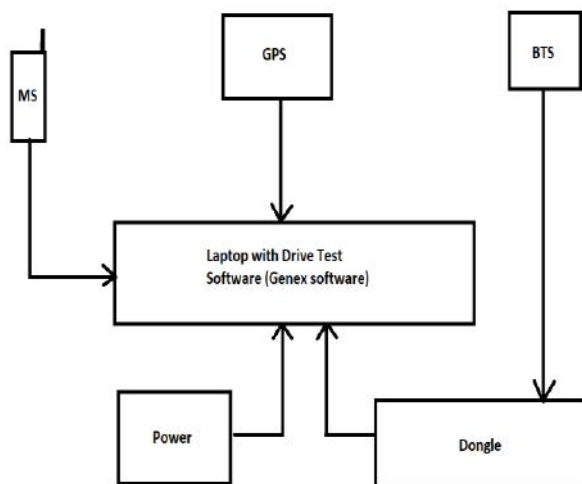 MS
GPS
BTS
Laptop with Drive Test
Software (Genex software)
Power
Dongle